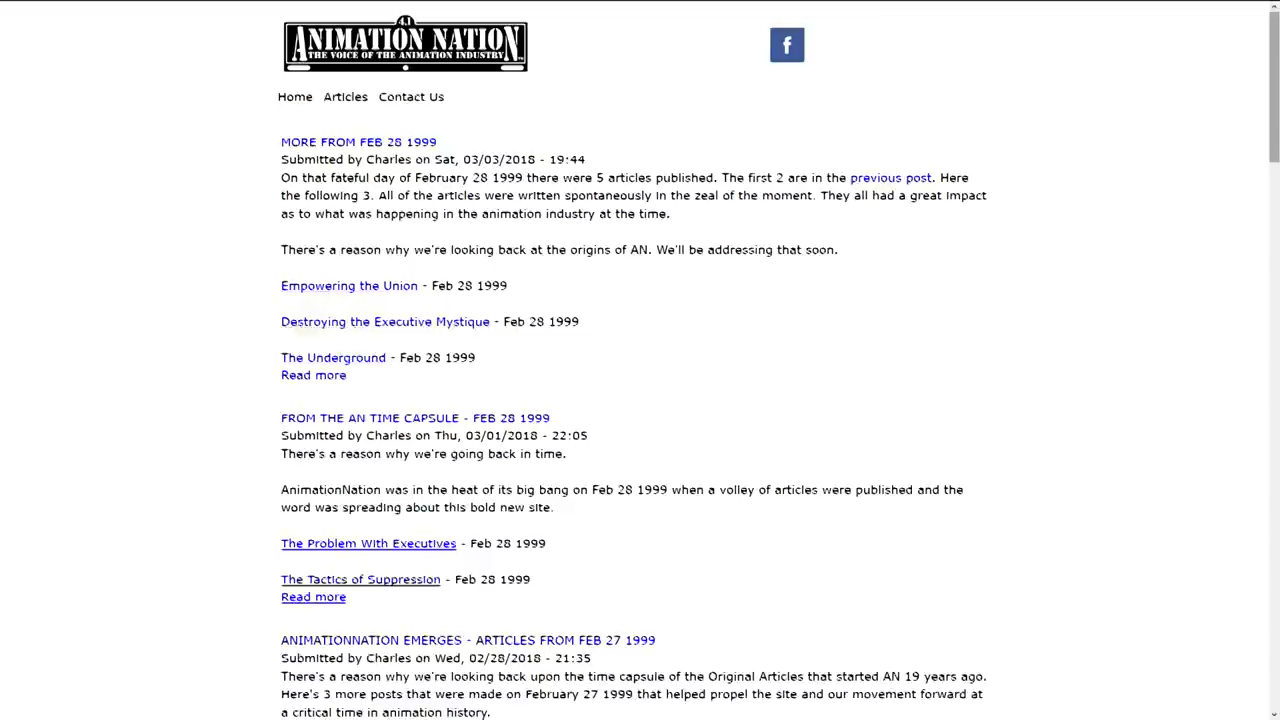 4.1
ANIMATION NATION
THE VOICE OF THE ANIMATION INDUSTRY
f
Home Articles Contact Us
MORE FROM FEB 28 1999
Submitted by Charles on Sat, 03/03/2018 - 19:44
On that fateful day of February 28 1999 there were 5 articles published. The first 2 are in the previous post. Here
the following 3. All of the articles were written spontaneously in the zeal of the moment. They all had a great impact
as to what was happening in the animation industry at the time.
There's a reason why we're looking back at the origins of AN. We'll be addressing that soon.
Empowering the Union - Feb 28 1999
Destroying the Executive Mystique - Feb 28 1999
The Underground - Feb 28 1999
Read more
FROM THE AN TIME CAPSULE - FEB 28 1999
Submitted by Charles on Thu, 03/01/2018 - 22:05
There's a reason why we're going back in time.
AnimationNation was in the heat of its big bang on Feb 28 1999 when a volley of articles were published and the
word was spreading about this bold new site.
The Problem With Executives - Feb 28 1999
The Tactics of Suppression - Feb 28 1999
Read more
ANIMATIONNATION EMERGES - ARTICLES FROM FEB 27 1999
Submitted by Charles on Wed, 02/28/2018 - 21:35
There's a reason why we're looking back upon the time capsule of the Original Articles that started AN 19 years ago.
Here's 3 more posts that were made on February 27 1999 that helped propel the site and our movement forward at
a critical time in animation history.